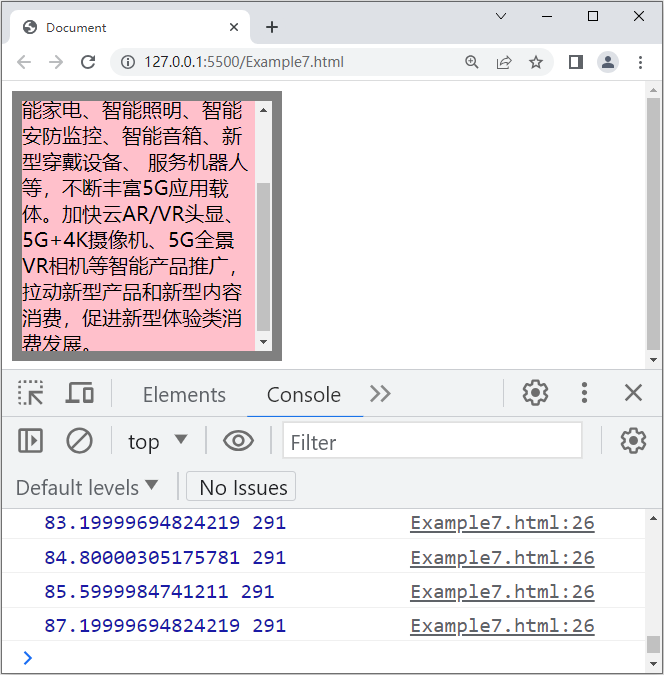 Document
127.0.0.1:5500/Example7.html
能家电、智能照明、智能
安防监控、智能音箱、新
型穿戴设备、 服务机器人
等，不断丰富5G应用载
体。加快云AR/VR头显、
5G+4K摄像机、5G全景
VR相机等智能产品推广，
拉动新型产品和新型内容
消费，促进新型体验类消
费发展。
Elements Console
top Filter
Default levels No Issues
83.19999694824219 291 Example7.html:26
84.80000305175781 291 Example7.html:26
85.5999984741211 291 Example7.html:26
87.19999694824219 291 Example7.html:26